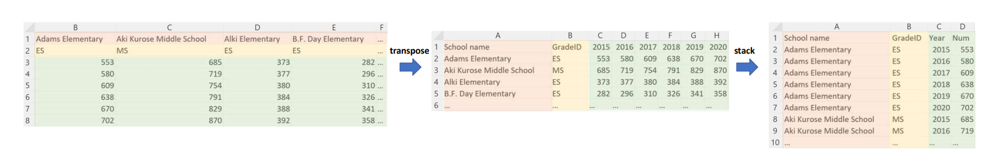 B C D E F
1 Adams Elementary Aki Kurose Middle School Alki Elementary B.F. Day Elementary ...
2 ES MS ES ES ...
3 553 685 373 282 ...
4 580 719 377 296 ...
5 609 754 380 310 ...
6 638 791 384 326 ...
7 670 829 388 341 ...
8 702 870 392 358 ...
transpose
A B C D E F G H
1 School name GradeID 2015 2016 2017 2018 2019 2020
2 Adams Elementary ES 553 580 609 638 670 702
3 Aki Kurose Middle School MS 685 719 754 791 829 870
4 Alki Elementary ES 373 377 380 384 388 392
5 B.F. Day Elementary ES 282 296 310 326 341 358
6 ... ... ... ... ... ... ... ...
stack
A B C D
1 School name GradeID Year Num
2 Adams Elementary ES 2015 553
3 Adams Elementary ES 2016 580
4 Adams Elementary ES 2017 609
5 Adams Elementary ES 2018 638
6 Adams Elementary ES 2019 670
7 Adams Elementary ES 2020 702
8 Aki Kurose Middle School MS 2015 685
9 Aki Kurose Middle School MS 2016 719
10 ... ... ... ...